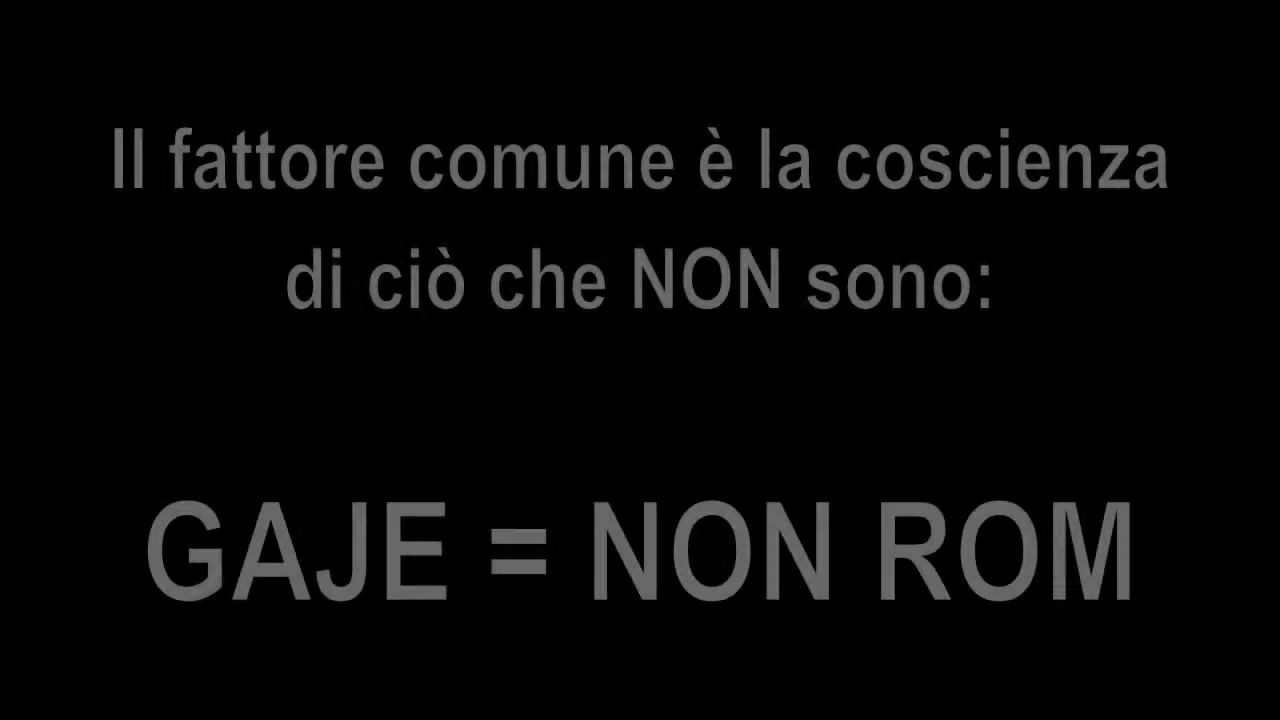 Il fattore comune è la coscienza
di ciò che NON sono:
GAJE = NON ROM